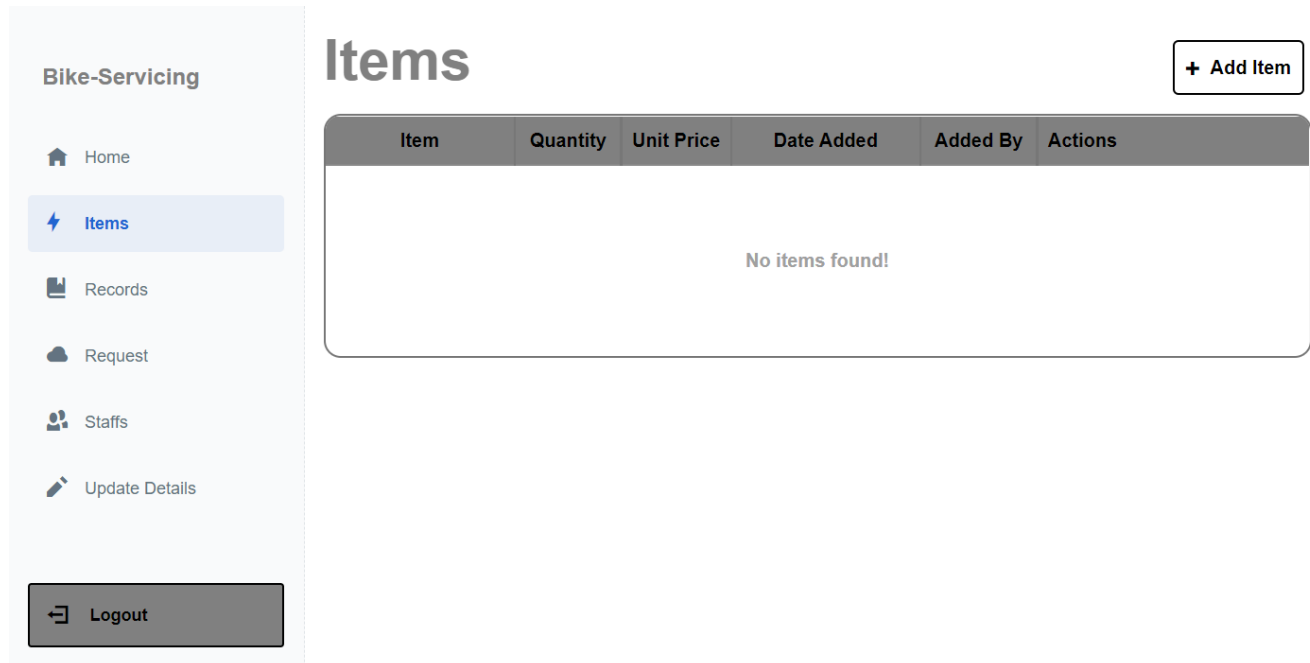 Bike-Servicing
Home
Items
Records
Request
Staffs
Update Details
Logout
Items
+ Add Item
Item Quantity Unit Price Date Added Added By Actions
No items found!